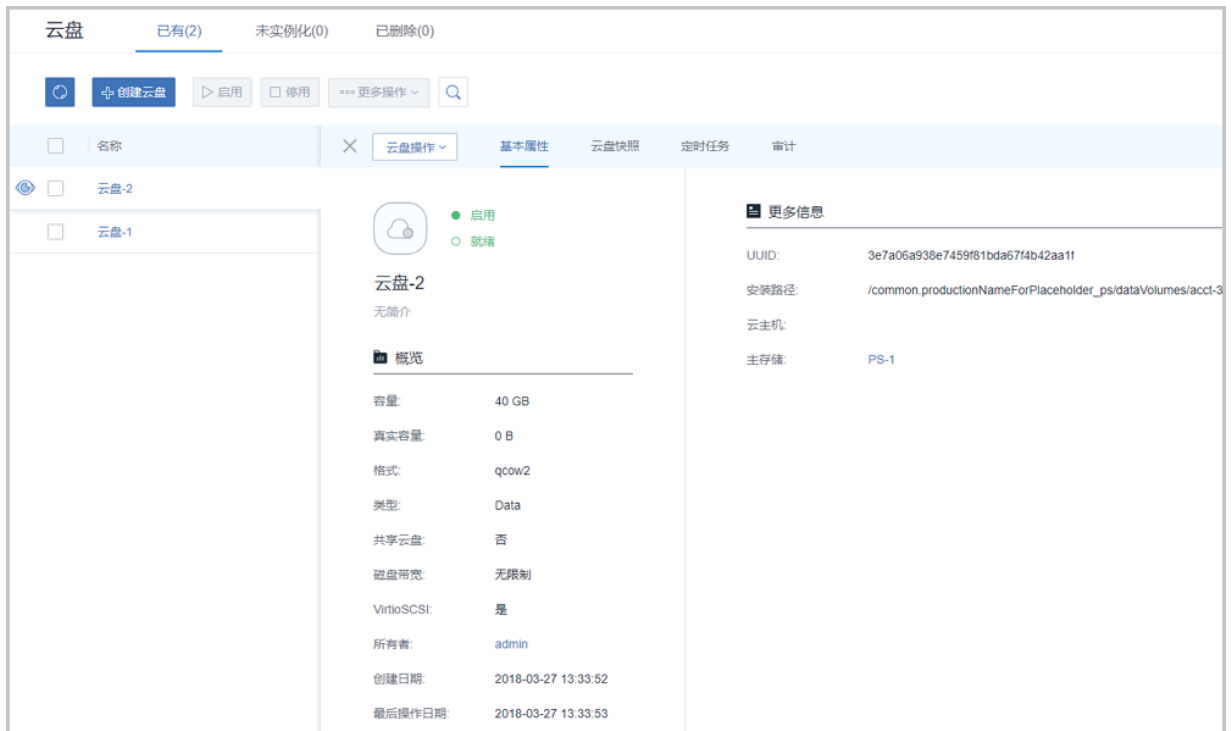 云盘 已有(2) 未实例化(0) 已删除(0)
创建云盘 启用 停用 更多操作
名称 云盘操作 基本属性 云盘快照 定时任务 审计
云盘-2
云盘-1
启用
就绪
云盘-2
无简介
概览
容量: 40 GB
真实容量: 0 B
格式: qcow2
类型: Data
共享云盘: 否
磁盘带宽: 无限制
VirtioSCSI: 是
所有者: admin
创建日期: 2018-03-27 13:33:52
最后操作日期: 2018-03-27 13:33:53
更多信息
UUID: 3e7a06a938e7459f81bda67f4b42aa1f
安装路径: /common.productionNameForPlaceholder_ps/dataVolumes/acct-3
云主机:
主存储: PS-1